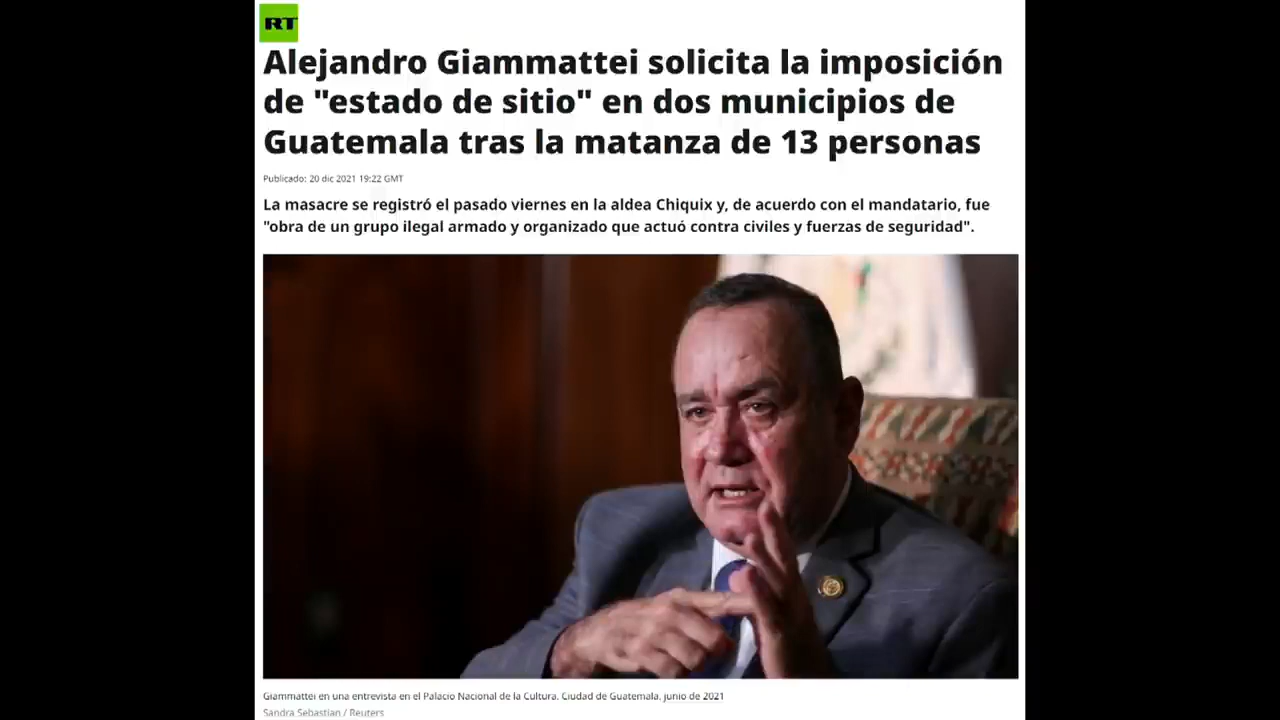 RT
Alejandro Giammattei solicita la imposición
de "estado de sitio" en dos municipios de
Guatemala tras la matanza de 13 personas
Publicado: 20 dic 2021 19:22 GMT
La masacre se registró el pasado viernes en la aldea Chiquix y, de acuerdo con el mandatario, fue
"obra de un grupo ilegal armado y organizado que actuó contra civiles y fuerzas de seguridad".
Giammattei en una entrevista en el Palacio Nacional de la Cultura. Ciudad de Guatemala, junio de 2021
Sandra Sebastian / Reuters